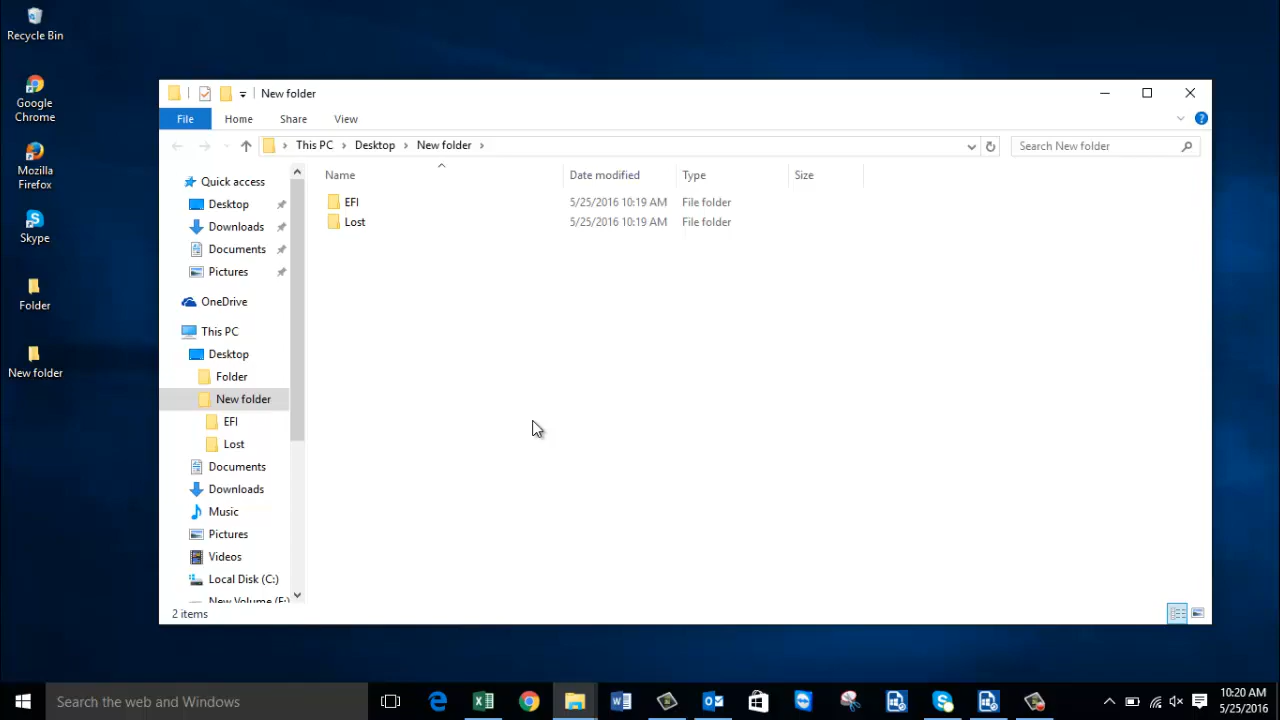 Recycle Bin
Google
Chrome
Mozilla
Firefox
Skype
Folder
New folder
New folder
File Home Share View
This PC Desktop New folder
Search New folder
Name Date modified Type Size
EFI 5/25/2016 10:19 AM File folder
Lost 5/25/2016 10:19 AM File folder
Quick access
Desktop
Downloads
Documents
Pictures
OneDrive
This PC
Desktop
Folder
New folder
EFI
Lost
Documents
Downloads
Music
Pictures
Videos
Local Disk (C:)
New Volume (E:)
2 items
Search the web and Windows
10:20 AM
5/25/2016